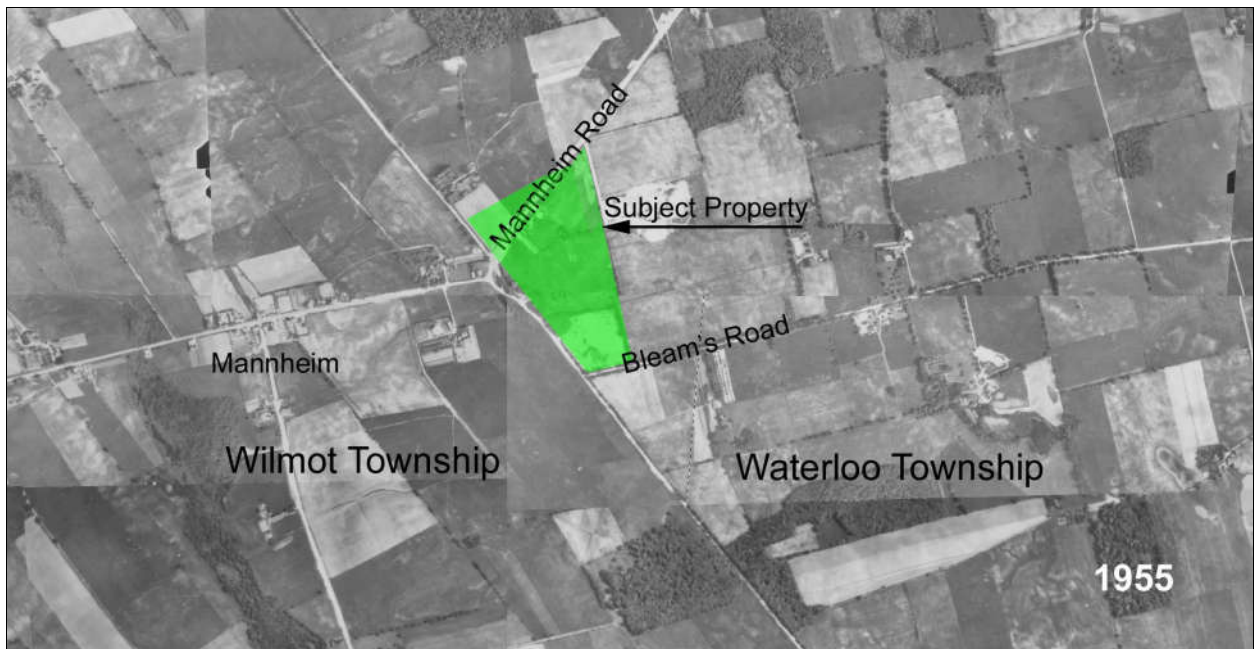 Mannheim Road
Subject Property
Bleam's Road
Mannheim
Wilmot Township
Waterloo Township
1955